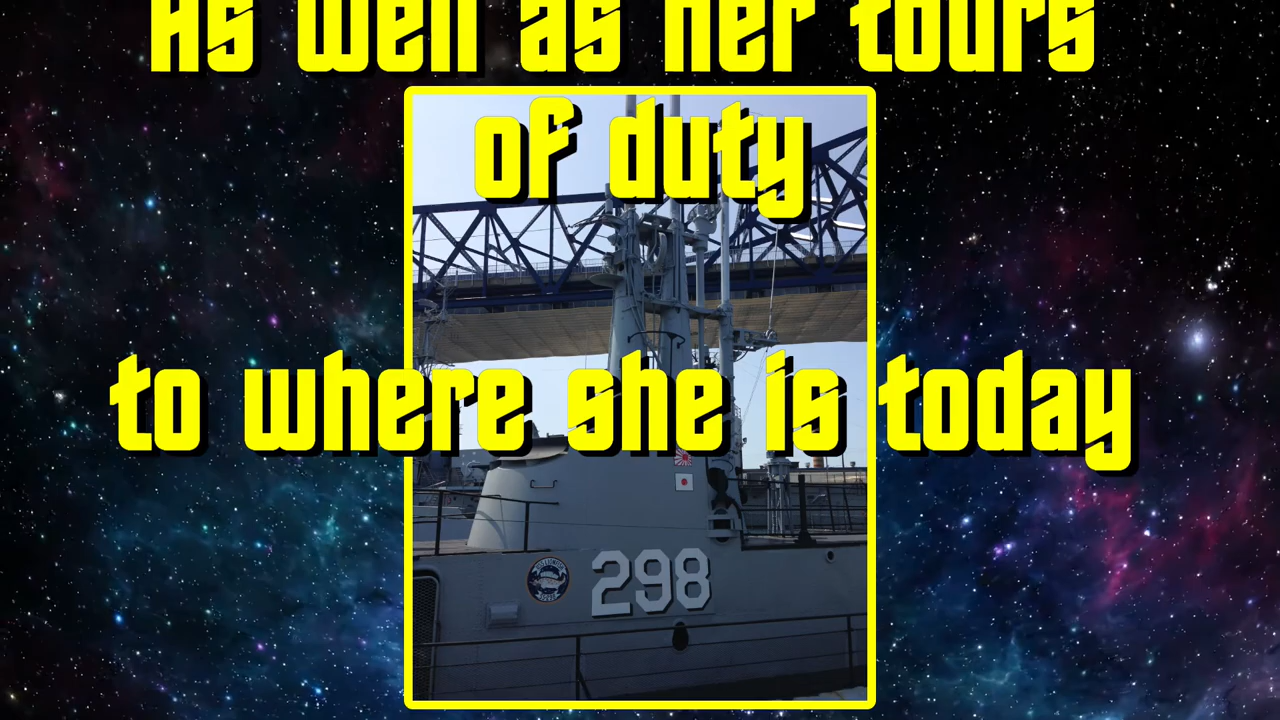 As well as her tours
of duty
to where she is today
298